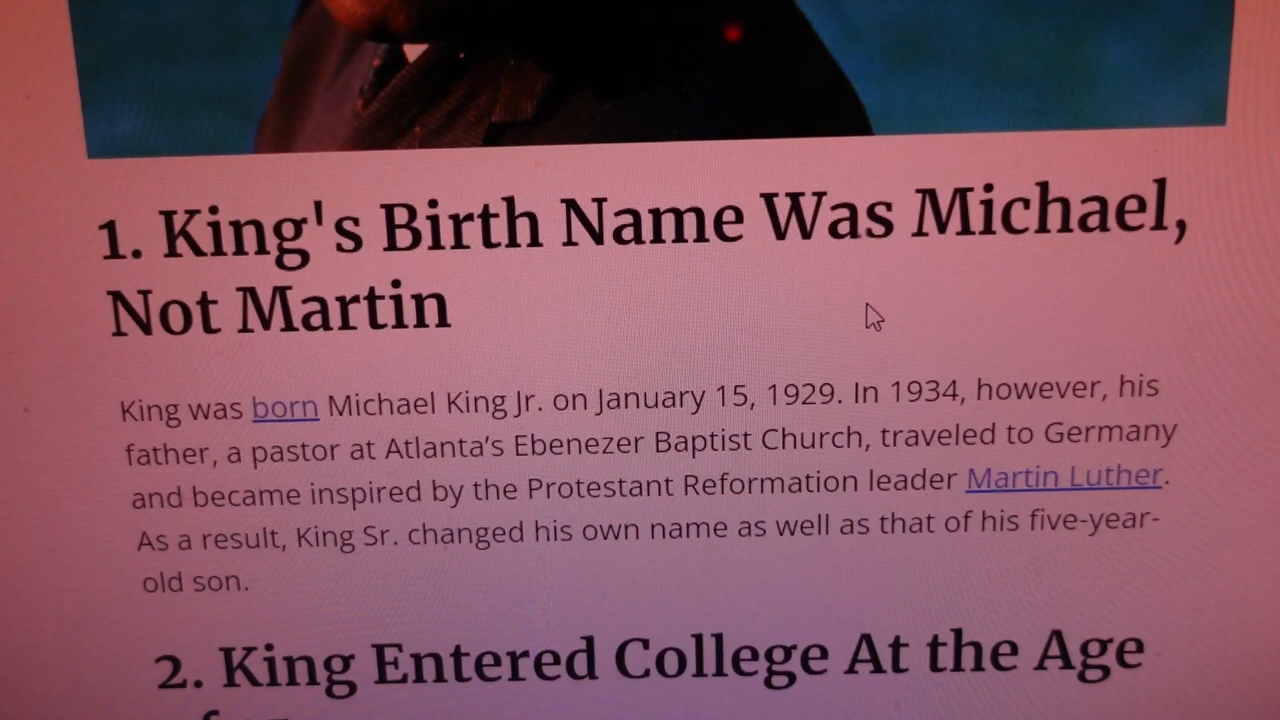 1. King's Birth Name Was Michael,
Not Martin
King was born Michael King Jr. on January 15, 1929. In 1934, however, his
father, a pastor at Atlanta’s Ebenezer Baptist Church, traveled to Germany
and became inspired by the Protestant Reformation leader Martin Luther.
As a result, King Sr. changed his own name as well as that of his five-year-
old son.
2. King Entered College At the Age